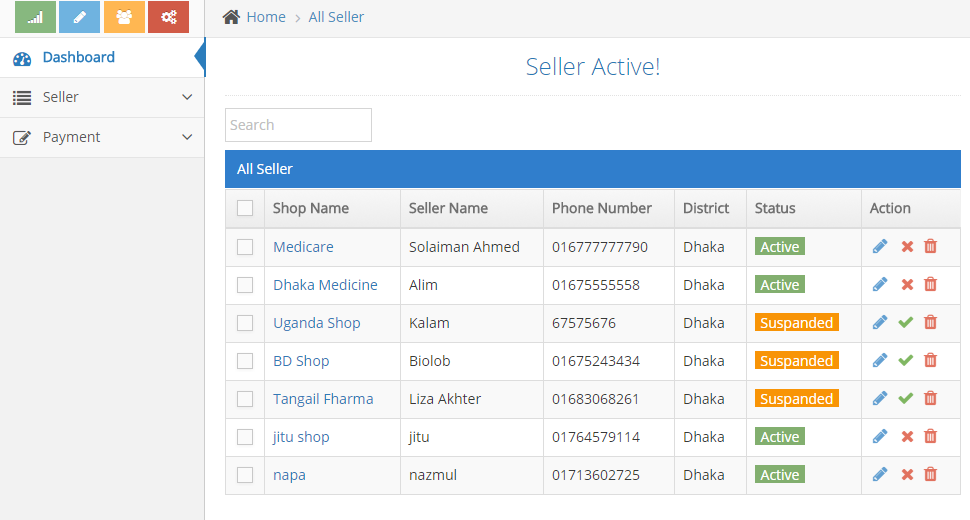 Home > All Seller
Dashboard
Seller Active!
Seller
Payment
Search
All Seller
Shop Name Seller Name Phone Number District Status Action
Medicare Solaiman Ahmed 016777777790 Dhaka Active
Dhaka Medicine Alim 01675555558 Dhaka Active
Uganda Shop Kalam 67575676 Dhaka Suspanded
BD Shop Biolob 01675243434 Dhaka Suspanded
Tangail Fharma Liza Akhter 01683068261 Dhaka Suspanded
jitu shop jitu 01764579114 Dhaka Active
napa nazmul 01713602725 Dhaka Active